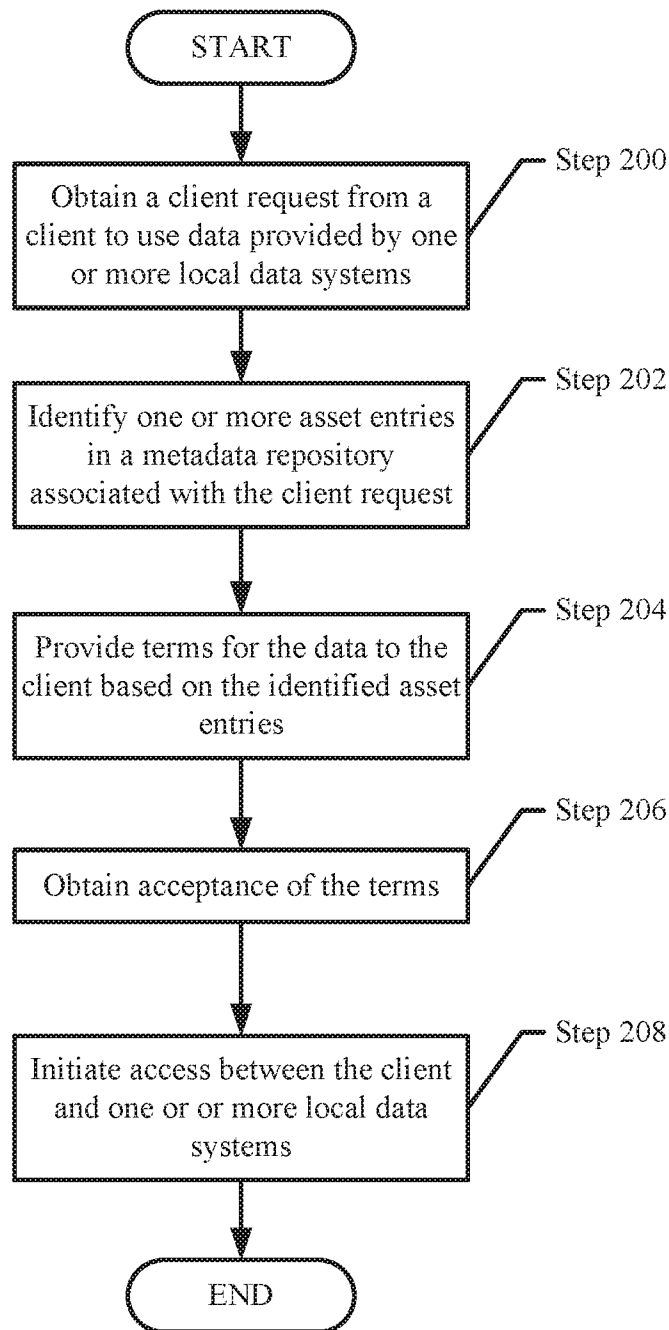 START
Step 200
Obtain a client request from a
client to use data provided by one
or more local data systems
Step 202
Identify one or more asset entries
in a metadata repository
associated with the client request
Step 204
Provide terms for the data to the
client based on the identified asset
entries
Step 206
Obtain acceptance of the terms
Step 208
Initiate access between the client
and one or or more local data
systems
END